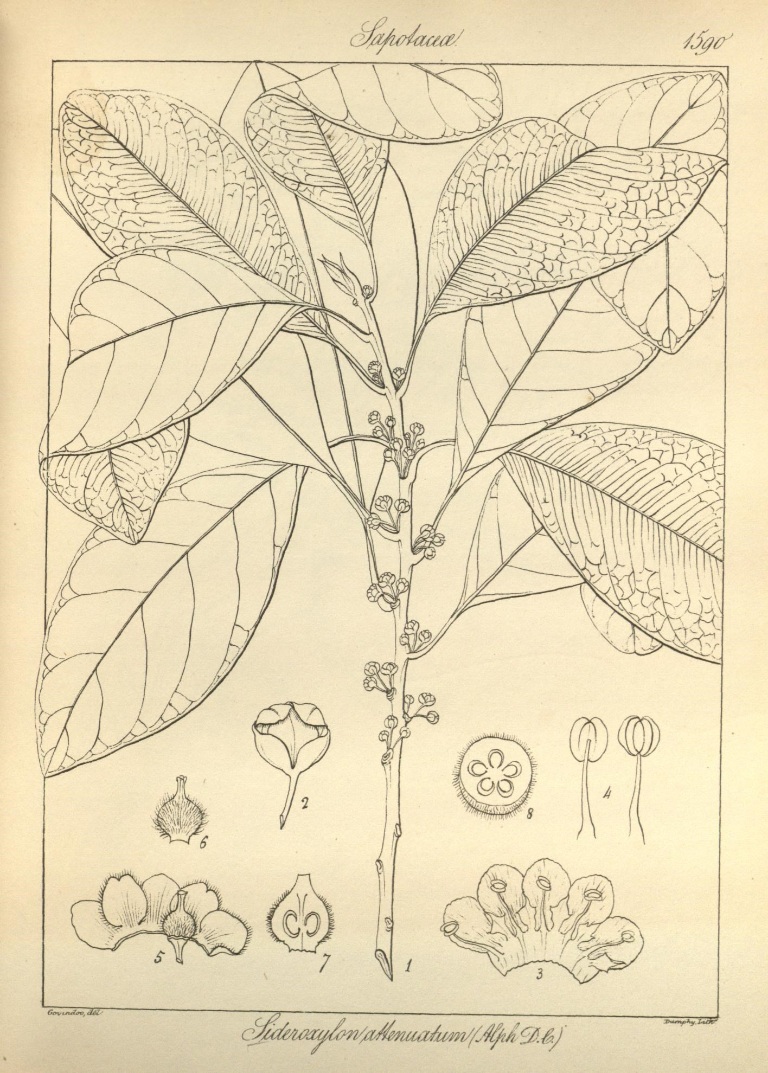 Sapotaceæ. 1590
2
8
4
6
5
7
1
3
Govindoo, del
Dumphy, Lith.
Sideroxylon attenuatum (Alph D.C.)